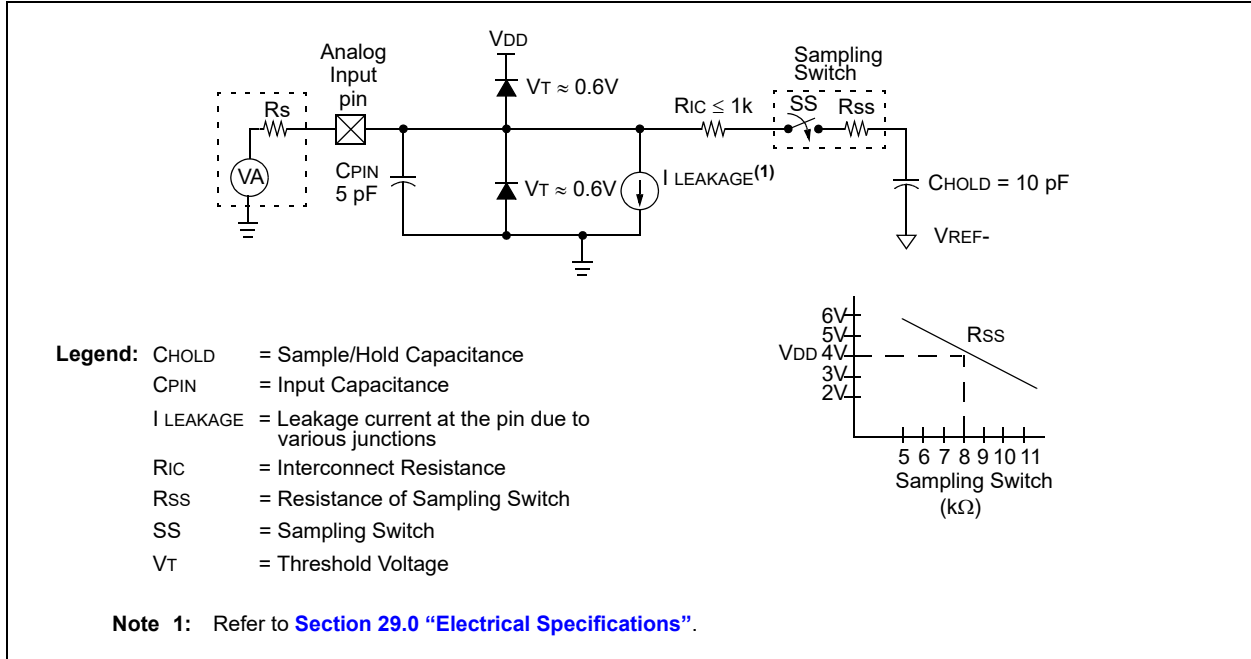 VDD
Analog
Input
pin
Sampling
Switch
VT ≈ 0.6V
RIC ≤ 1k
SS
Rss
Rs
VA
CPIN
5 pF
VT ≈ 0.6V
I LEAKAGE(1)
CHOLD = 10 pF
VREF-
6V
5V
VDD 4V
3V
2V
RSS
5 6 7 8 9 10 11
Sampling Switch
(kΩ)
Legend: CHOLD = Sample/Hold Capacitance
CPIN = Input Capacitance
I LEAKAGE = Leakage current at the pin due to
various junctions
RIC = Interconnect Resistance
RSS = Resistance of Sampling Switch
SS = Sampling Switch
VT = Threshold Voltage
Note 1: Refer to Section 29.0 “Electrical Specifications”.